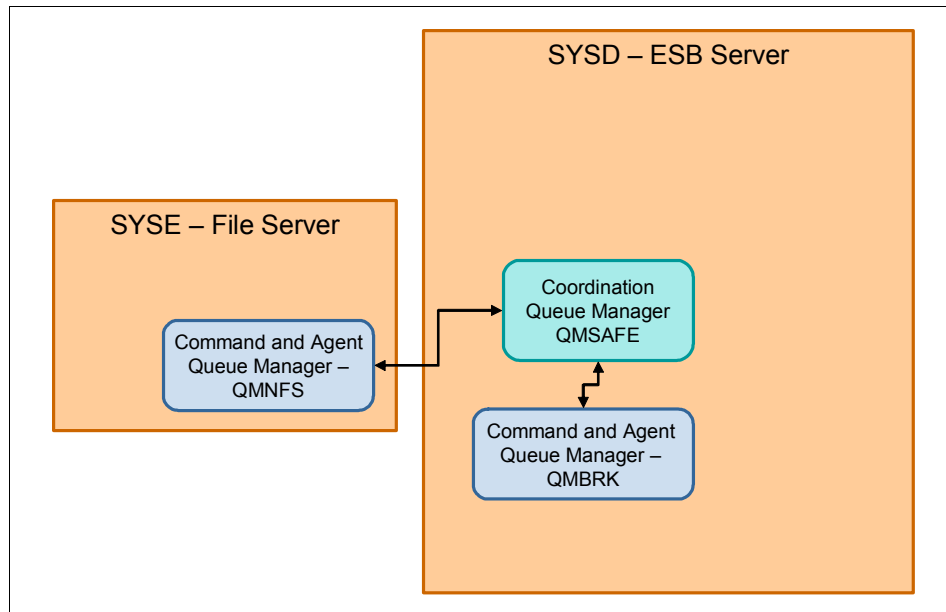 SYSD – ESB Server
SYSE – File Server
Coordination
Queue Manager
QMSAFE
Command and Agent
Queue Manager –
QMNFS
Command and Agent
Queue Manager –
QMBRK